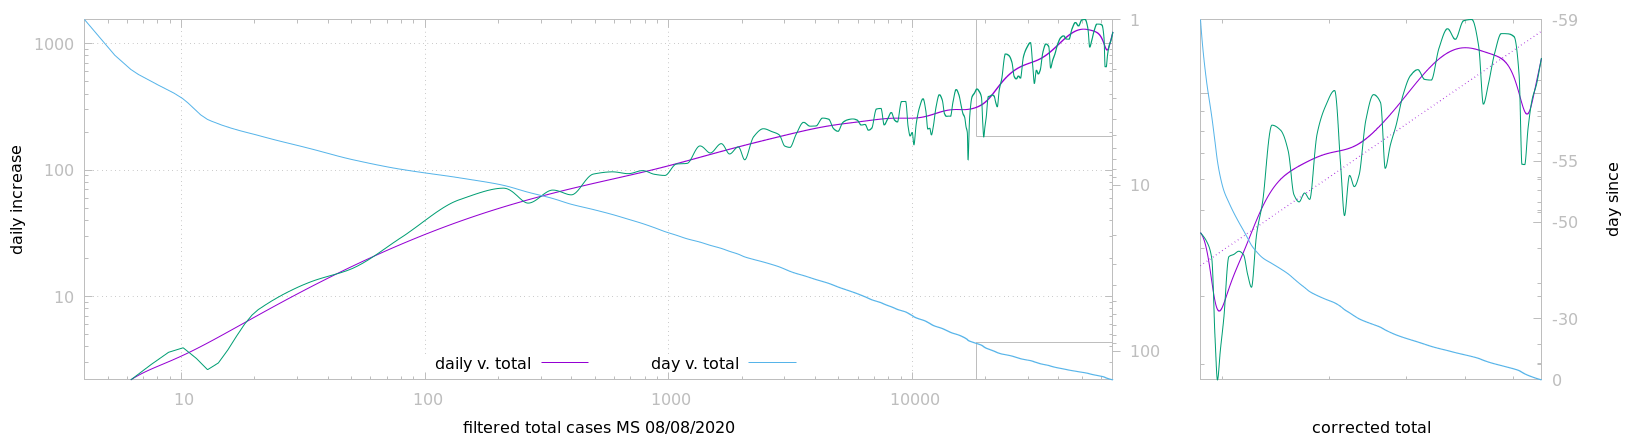 1000
100
10
daily increase
10
100
1000
10000
filtered total cases MS 08/08/2020
daily v. total
day v. total
1
10
100
-59
-55
-50
-30
0
day since
corrected total